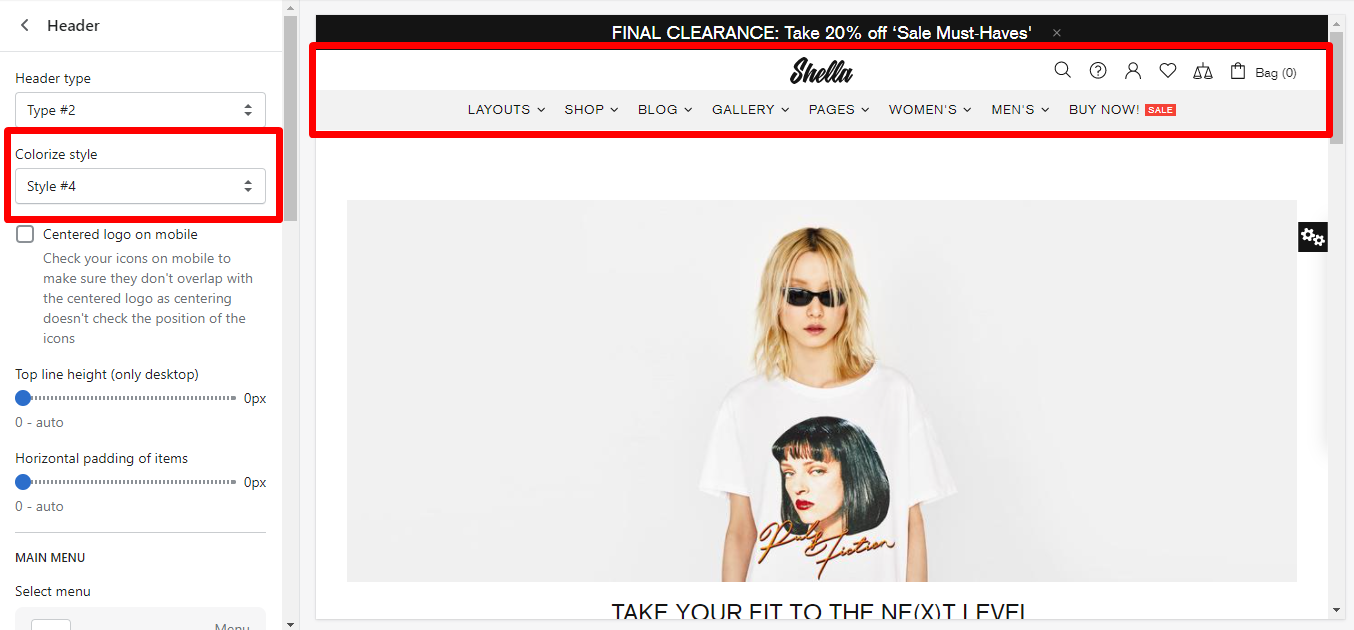 Header
Header type
Type #2
Colorize style
Style #4
Centered logo on mobile
Check your icons on mobile to
make sure they don't overlap with
the centered logo as centering
doesn't check the position of the
icons
Top line height (only desktop)
0px
0 - auto
Horizontal padding of items
0px
0 - auto
MAIN MENU
Select menu
Menu
FINAL CLEARANCE: Take 20% off ‘Sale Must-Haves'
Shella
Bag (0)
LAYOUTS SHOP BLOG GALLERY PAGES WOMEN'S MEN'S BUY NOW! SALE
Pulp
Fiction
TAKE YOUR FIT TO THE NE(X)T LEVEL